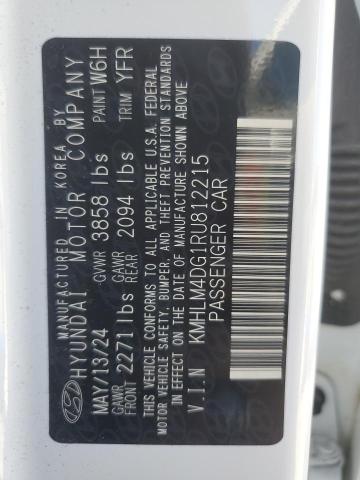 MANUFACTURED IN KOREA BY
HYUNDAI MOTOR COMPANY
MAY/13/24 GVWR 3858 lbs PAINT W6H
GAWR FRONT 2271 lbs GAWR REAR 2094 lbs TRIM YFR
THIS VEHICLE CONFORMS TO ALL APPLICABLE U.S.A. FEDERAL
MOTOR VEHICLE SAFETY, BUMPER, AND THEFT PREVENTION STANDARDS
IN EFFECT ON THE DATE OF MANUFACTURE SHOWN ABOVE
V.I.N KMHLM4DG1RU812215
PASSENGER CAR